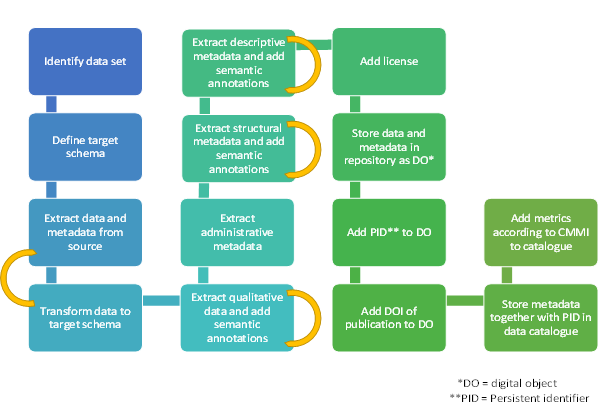 Identify data set
Define target
schema
Extract data and
metadata from
source
Transform data to
target schema
Extract qualitative
data and add
semantic
annotations
Extract
administrative
metadata
Extract structural
metadata and add
semantic
annotations
Extract descriptive
metadata and add
semantic
annotations
Add license
Store data and
metadata in
repository as DO*
Add PID** to DO
Add DOI of
publication to DO
Store metadata
together with PID in
data catalogue
Add metrics
according to CMMI
to catalogue
*DO = digital object
**PID = Persistent identifier